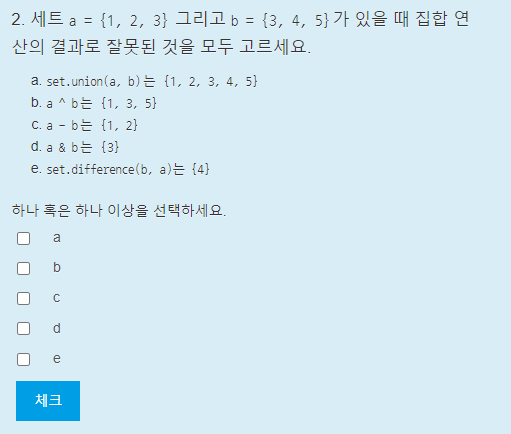 2. 세트 a = {1, 2, 3} 그리고 b = {3, 4, 5}가 있을 때 집합 연
산의 결과로 잘못된 것을 모두 고르세요.
a. set.union(a, b)는 {1, 2, 3, 4, 5}
b. a ^ b는 {1, 3, 5}
c. a - b는 {1, 2}
d. a & b는 {3}
e. set.difference(b, a)는 {4}
하나 혹은 하나 이상을 선택하세요.
a
b
c
d
e
체크